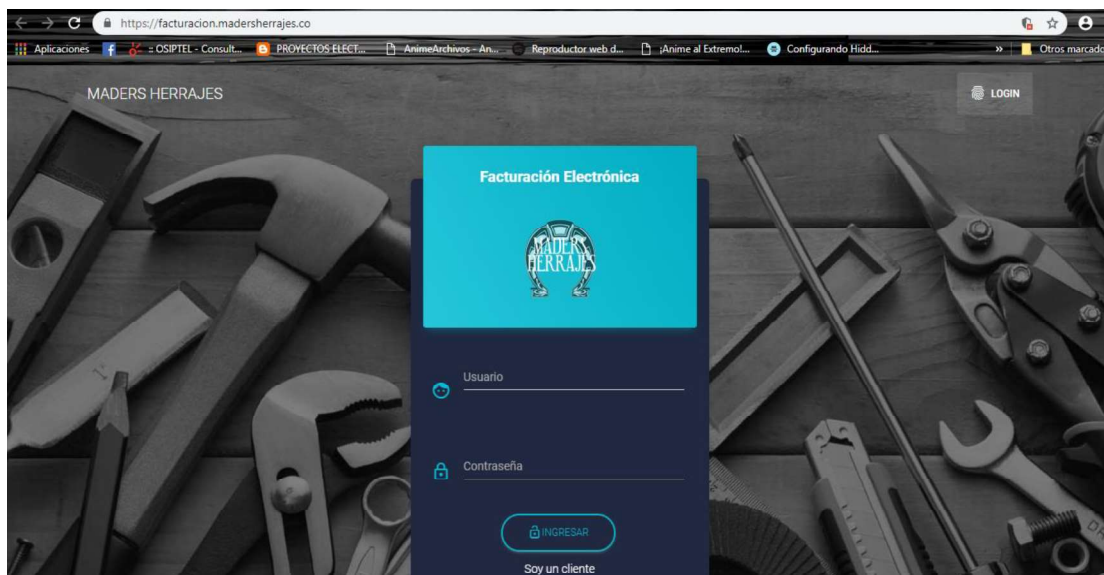 https://facturacion.madersherrajes.co
Aplicaciones :: OSIPTEL - Consult... PROYECTOS ELECT... AnimeArchivos - An... Reproductor web d... ¡Anime al Extremo!... Configurando Hidd... » Otros marcado
MADERS HERRAJES
LOGIN
Facturación Electrónica
MADERS
HERRAJES
Usuario
Contraseña
INGRESAR
Soy un cliente